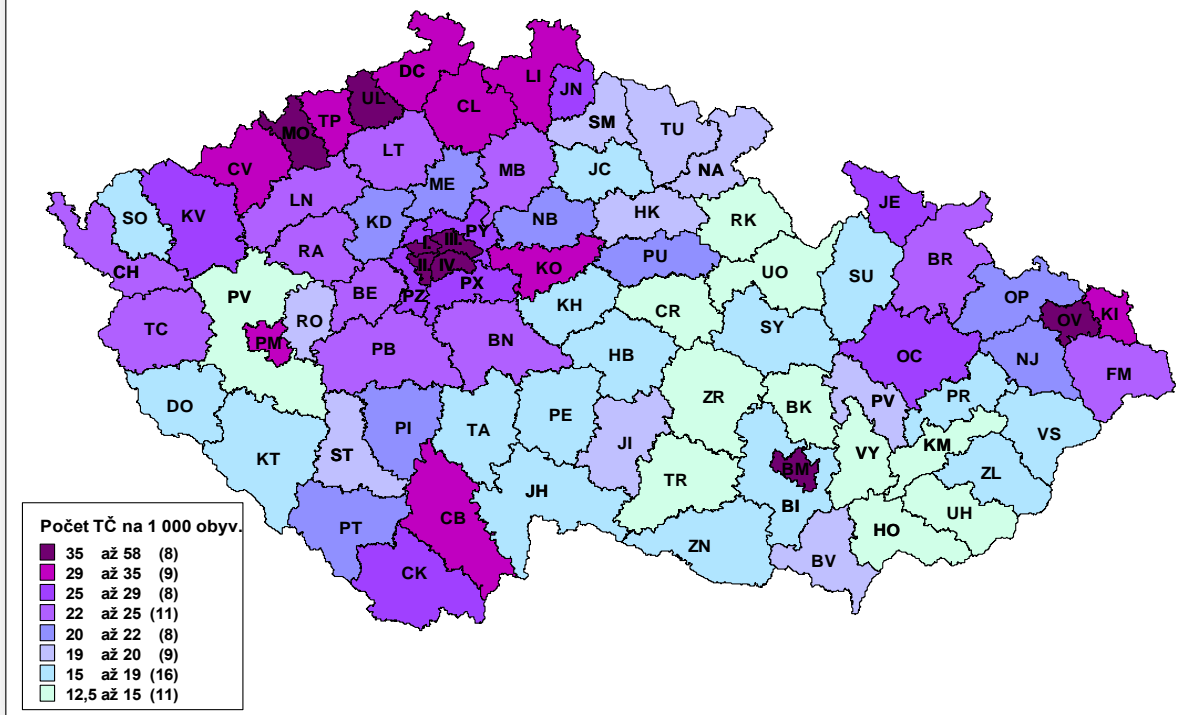 DC
LI
JN
UL
CL
TP
MO
SM
TU
CV
LT
NA
ME
MB
JC
SO
KV
LN
KD
NB
HK
RK
JE
RA
I.
III.
PY
CH
II.
IV.
KO
PU
UO
SU
BR
PV
BE
PZ
PX
KH
CR
OP
TC
RO
PM
PB
BN
HB
SY
OC
OV
KI
NJ
FM
DO
PI
TA
PE
ZR
BK
PV
PR
KT
ST
JI
VY
KM
VS
TR
BM
ZL
JH
BI
UH
PT
CB
ZN
HO
CK
BV
Počet TČ na 1 000 obyv.
35 až 58 (8)
29 až 35 (9)
25 až 29 (8)
22 až 25 (11)
20 až 22 (8)
19 až 20 (9)
15 až 19 (16)
12,5 až 15 (11)